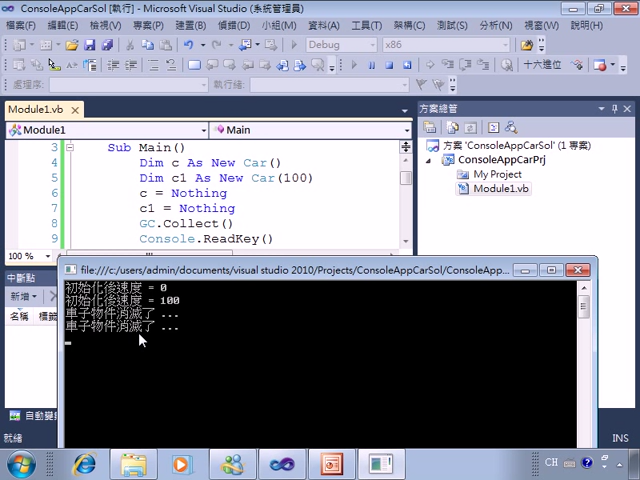 ConsoleAppCarSol [執行] - Microsoft Visual Studio (系統管理員)
檔案(F) 編輯(E) 檢視(V) 專案(P) 建置(B) 偵錯(D) 小組(M) 資料(A) 工具(T) 架構(C) 測試(S) 分析(N) 視窗(W) 說明(H)
Debug x86
十六進位
處理序: 執行緒:
Module1.vb
方案總管
Module1 Main
方案 'ConsoleAppCarSol' (1 專案)
ConsoleAppCarPrj
My Project
Module1.vb
3 Sub Main()
4 Dim c As New Car()
5 Dim c1 As New Car(100)
6 c = Nothing
7 c1 = Nothing
8 GC.Collect()
9 Console.ReadKey()
100 %
中斷點
新增
名稱 標籤
file:///c:/users/admin/documents/visual studio 2010/Projects/ConsoleAppCarSol/ConsoleApp...
初始化後速度 = 0
初始化後速度 = 100
車子物件消滅了 ...
車子物件消滅了 ...
自動變
就緒 INS
CH